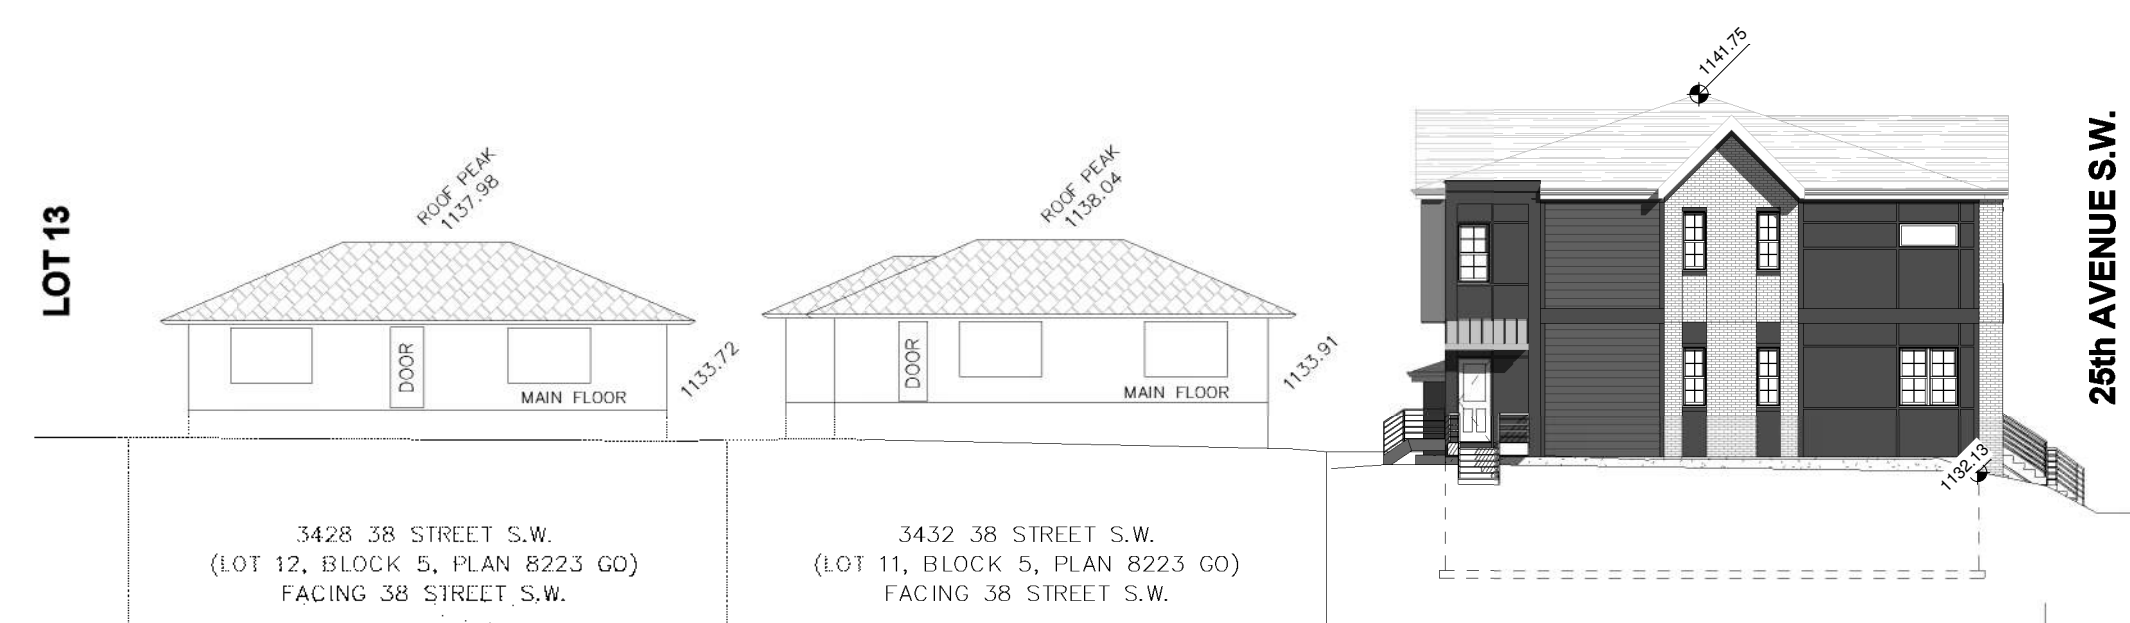 LOT 13
ROOF PEAK
1137.98
DOOR
MAIN FLOOR
1133.72
3428 38 STREET S.W.
(LOT 12, BLOCK 5, PLAN 8223 GO)
FACING 38 STREET S.W.
ROOF PEAK
1138.04
DOOR
MAIN FLOOR
1133.91
3432 38 STREET S.W.
(LOT 11, BLOCK 5, PLAN 8223 GO)
FACING 38 STREET S.W.
1141.75
1132.13
25th AVENUE S.W.